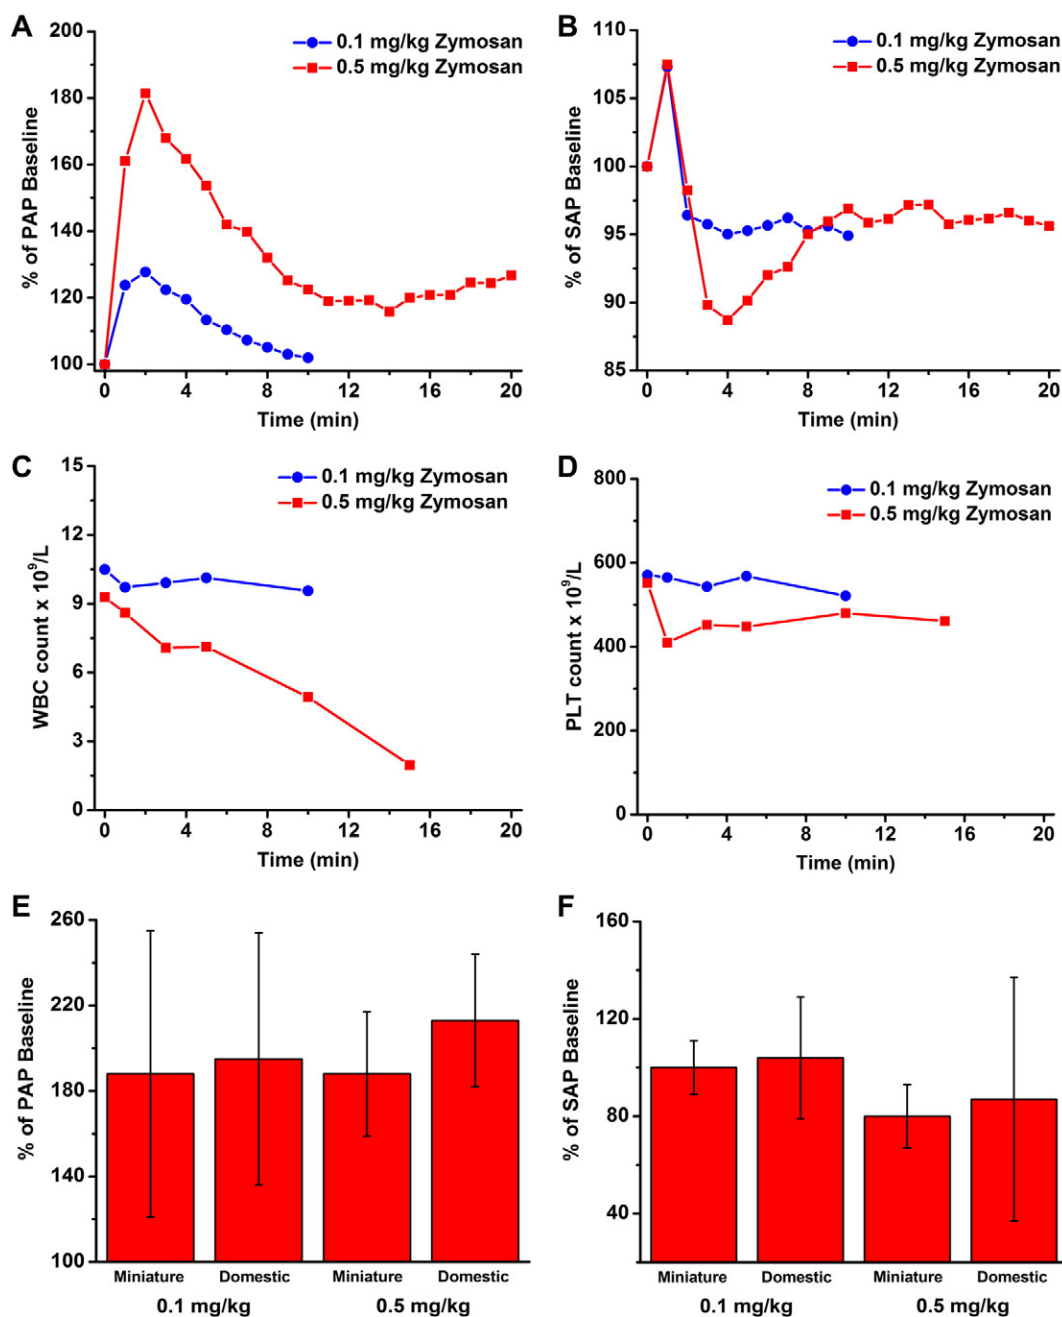 A
% of PAP Baseline
200
180
160
140
120
100
0.1 mg/kg Zymosan
0.5 mg/kg Zymosan
0 4 8 12 16 20
Time (min)
B
% of SAP Baseline
110
105
100
95
90
85
0.1 mg/kg Zymosan
0.5 mg/kg Zymosan
0 4 8 12 16 20
Time (min)
C
WBC count x 10⁹/L
15
12
9
6
3
0
0.1 mg/kg Zymosan
0.5 mg/kg Zymosan
0 4 8 12 16 20
Time (min)
D
PLT count x 10⁹/L
800
600
400
200
0
0.1 mg/kg Zymosan
0.5 mg/kg Zymosan
0 4 8 12 16 20
Time (min)
E
% of PAP Baseline
260
220
180
140
100
Miniature Domestic Miniature Domestic
0.1 mg/kg 0.5 mg/kg
F
% of SAP Baseline
160
120
80
40
Miniature Domestic Miniature Domestic
0.1 mg/kg 0.5 mg/kg